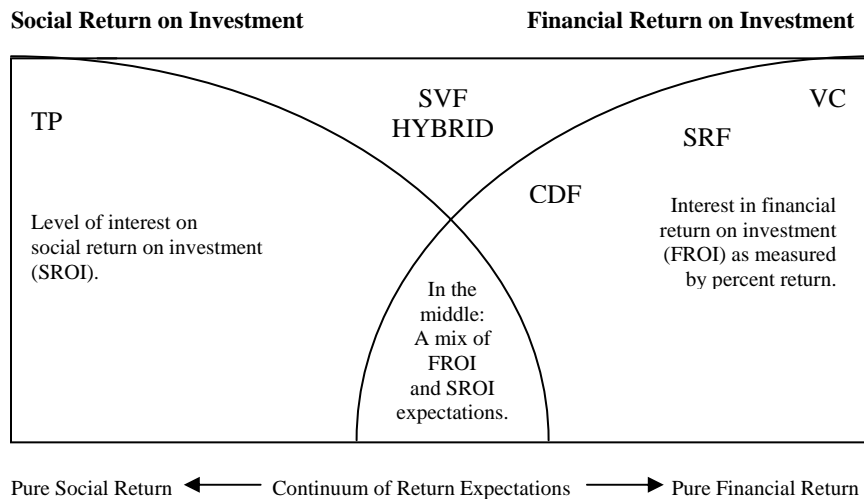 Social Return on Investment
Financial Return on Investment
TP
SVF
HYBRID
VC
SRF
CDF
Level of interest on
social return on investment
(SROI).
Interest in financial
return on investment
(FROI) as measured
by percent return.
In the
middle:
A mix of
FROI
and SROI
expectations.
Pure Social Return
Continuum of Return Expectations
Pure Financial Return